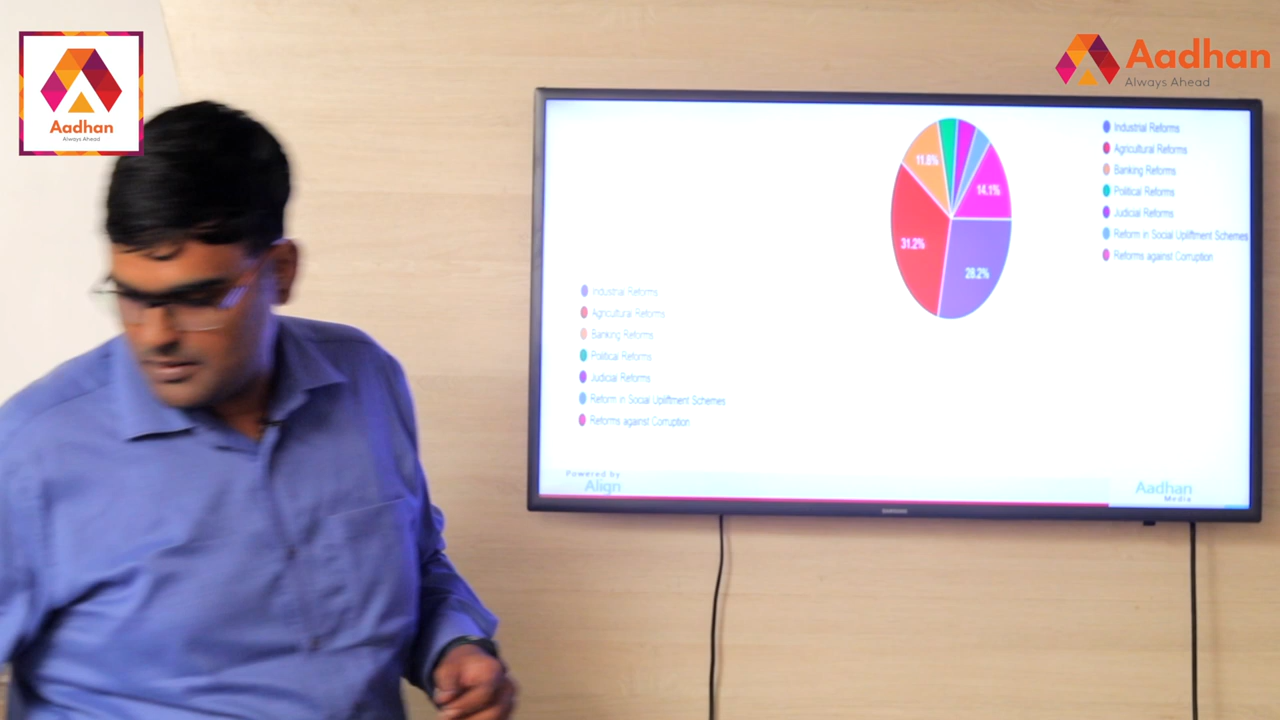 Aadhan
Always Ahead
Aadhan
Always Ahead
11.8%
14.1%
31.2%
28.2%
Industrial Reforms
Agricultural Reforms
Banking Reforms
Political Reforms
Judicial Reforms
Reform in Social Upliftment Schemes
Reforms against Corruption
Industrial Reforms
Agricultural Reforms
Banking Reforms
Political Reforms
Judicial Reforms
Reform in Social Upliftment Schemes
Reforms against Corruption
Powered by.
Align
Aadhan
Media
SAMSUNG